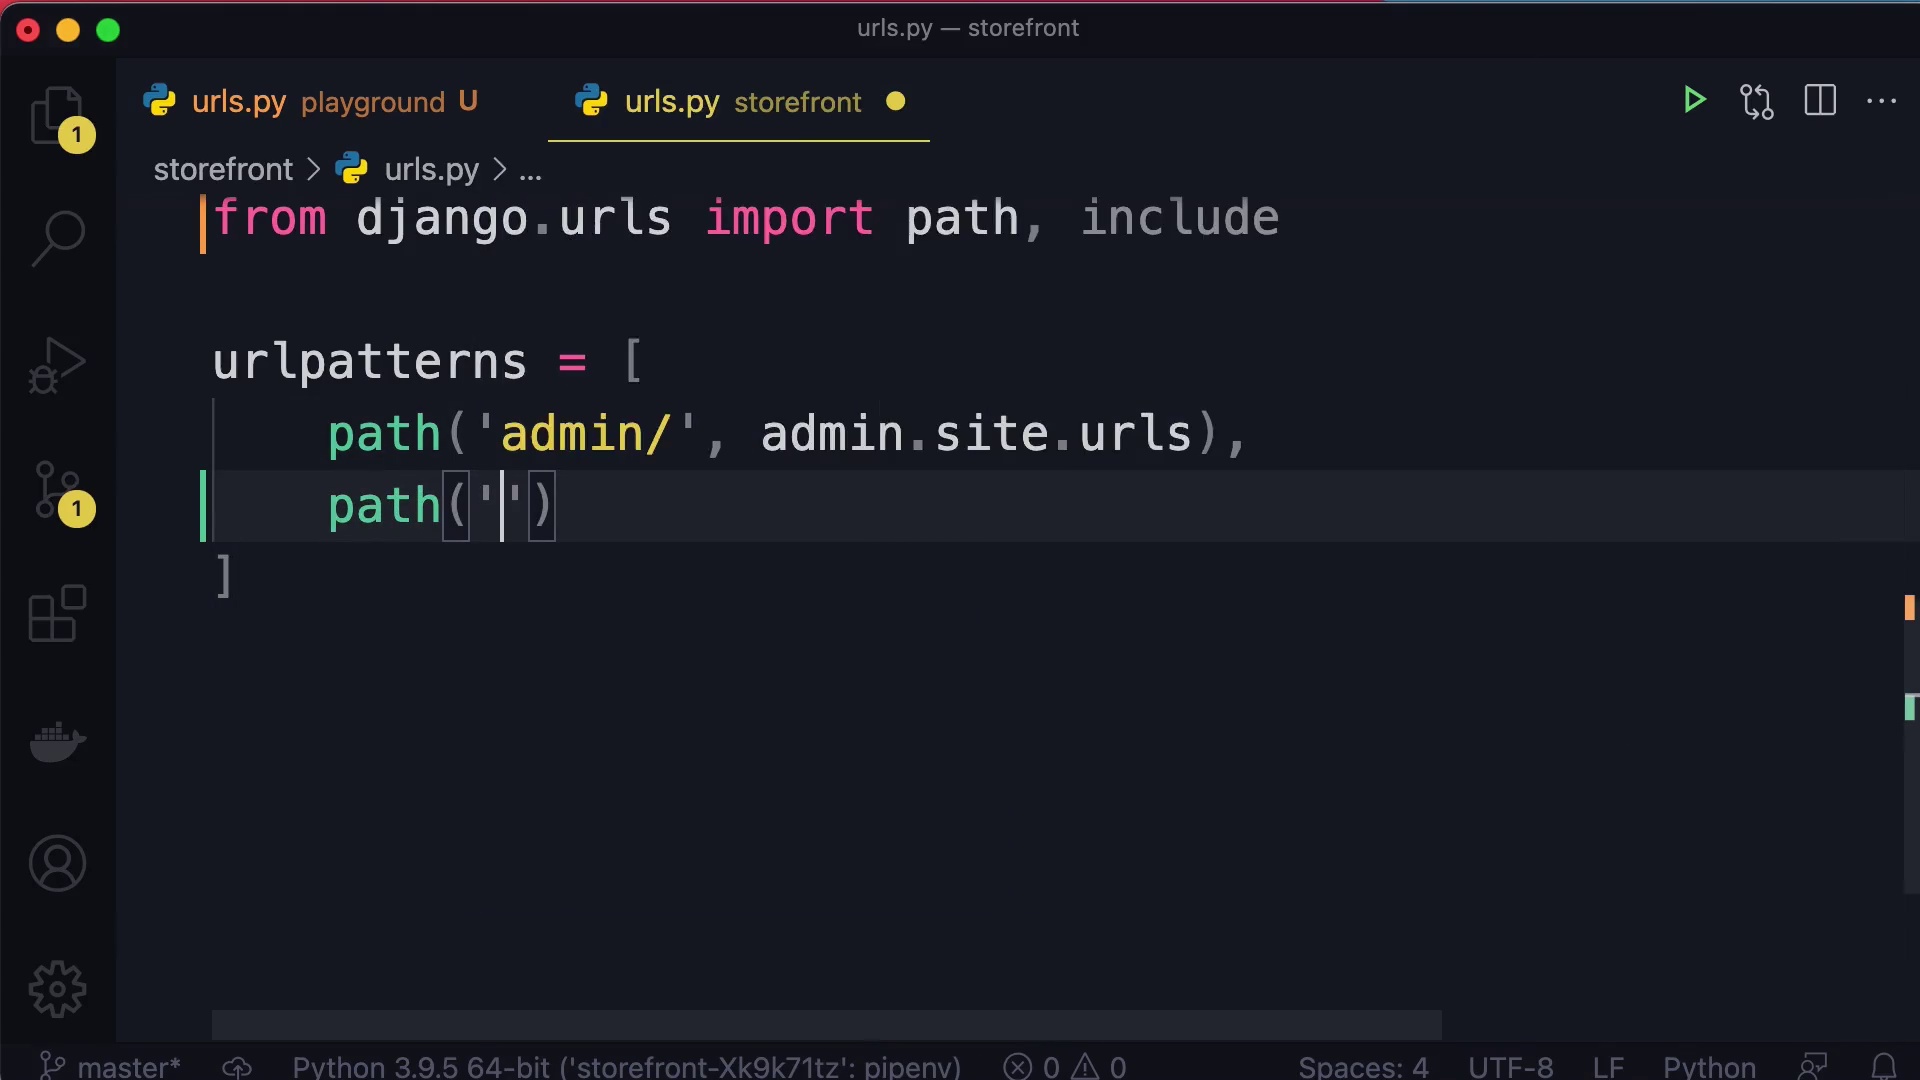 urls.py — storefront
urls.py playground U
urls.py storefront
1
storefront > urls.py > ...
from django.urls import path, include
urlpatterns = [
    path('admin/', admin.site.urls),
    path('')
]
1
master* Python 3.9.5 64-bit ('storefront-Xk9k71tz': pipenv) 0 0 Spaces: 4 UTF-8 LF Python